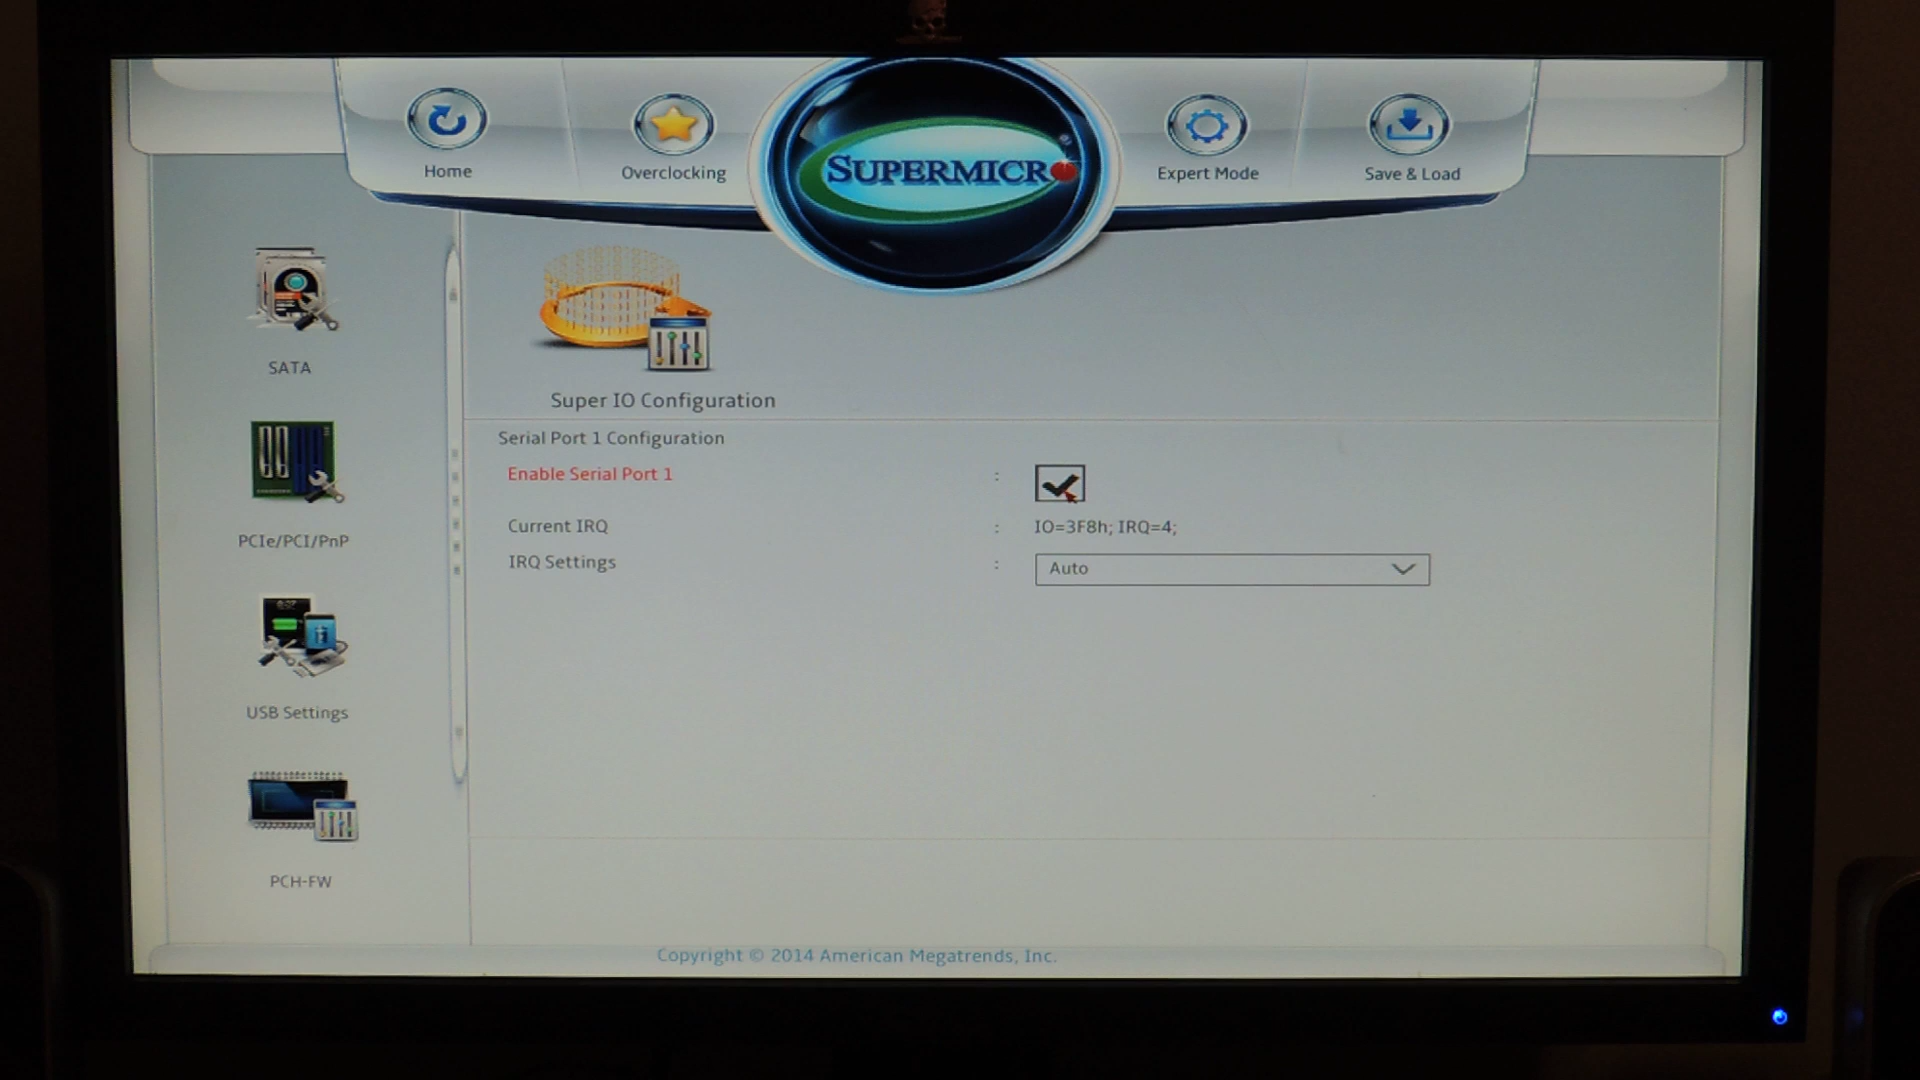 Home
Overclocking
SUPERMICR
Expert Mode
Save & Load
SATA
PCIe/PCI/PnP
USB Settings
PCH-FW
Super IO Configuration
Serial Port 1 Configuration
Enable Serial Port 1 :
Current IRQ : IO=3F8h; IRQ=4;
IRQ Settings : Auto
Copyright © 2014 American Megatrends, Inc.